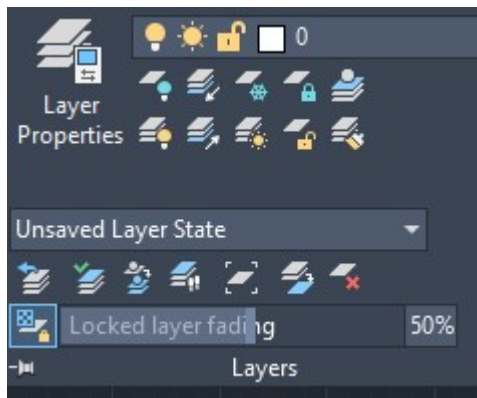 0
Layer
Properties
Unsaved Layer State
Locked layer fading
50%
Layers